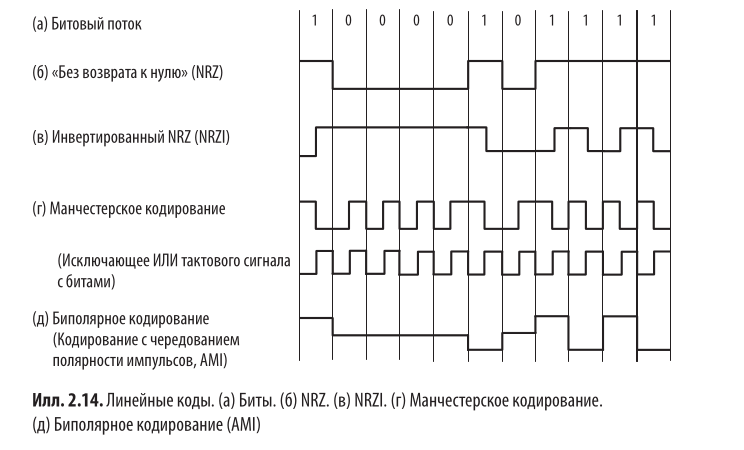 (а) Битовый поток
1 0 0 0 0 1 0 1 1 1 1
(б) «Без возврата к нулю» (NRZ)
(в) Инвертированный NRZ (NRZI)
(г) Манчестерское кодирование
(Исключающее ИЛИ тактового сигнала
с битами)
(д) Биполярное кодирование
(Кодирование с чередованием
полярности импульсов, AMI)
Илл. 2.14. Линейные коды. (а) Биты. (б) NRZ. (в) NRZI. (г) Манчестерское кодирование.
(д) Биполярное кодирование (AMI)